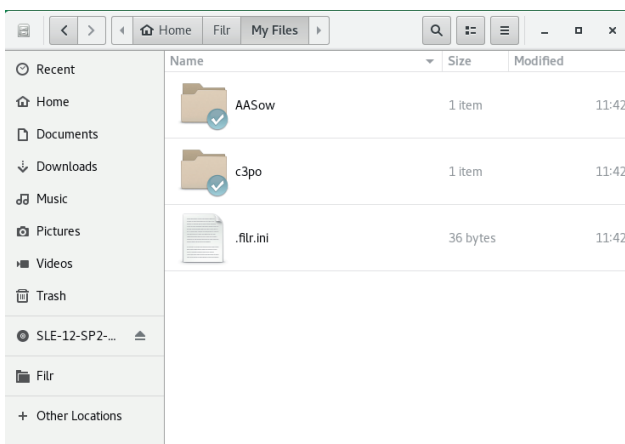 Home Filr My Files
Recent
Home
Documents
Downloads
Music
Pictures
Videos
Trash
SLE-12-SP2-...
Filr
+ Other Locations
Name Size Modified
AASow 1 item 11:42
c3po 1 item 11:42
.filr.ini 36 bytes 11:42